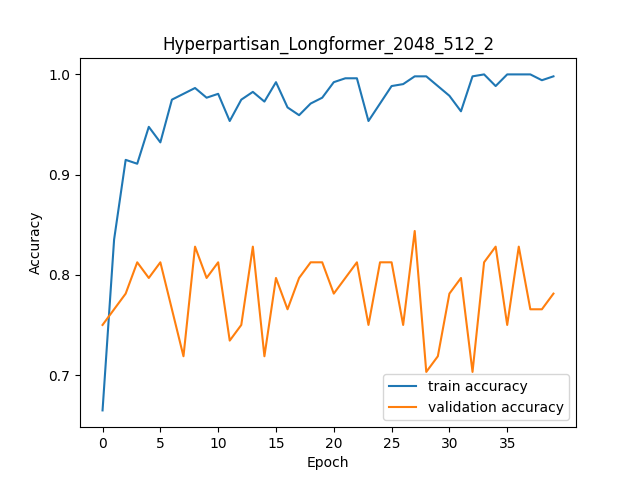 Hyperpartisan_Longformer_2048_512_2
1.0
0.9
0.8
0.7
Accuracy
train accuracy
validation accuracy
0 5 10 15 20 25 30 35
Epoch